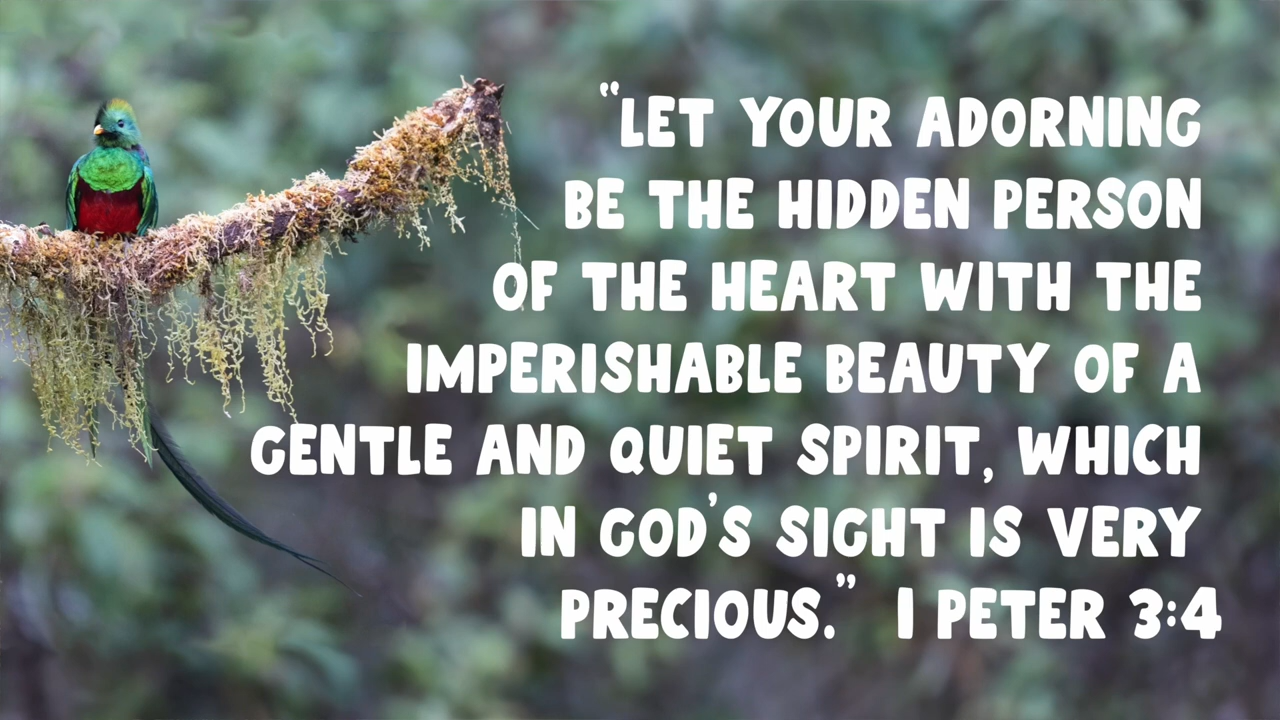 "LET YOUR ADORNING
BE THE HIDDEN PERSON
OF THE HEART WITH THE
IMPERISHABLE BEAUTY OF A
GENTLE AND QUIET SPIRIT, WHICH
IN GOD'S SIGHT IS VERY
PRECIOUS." I PETER 3:4